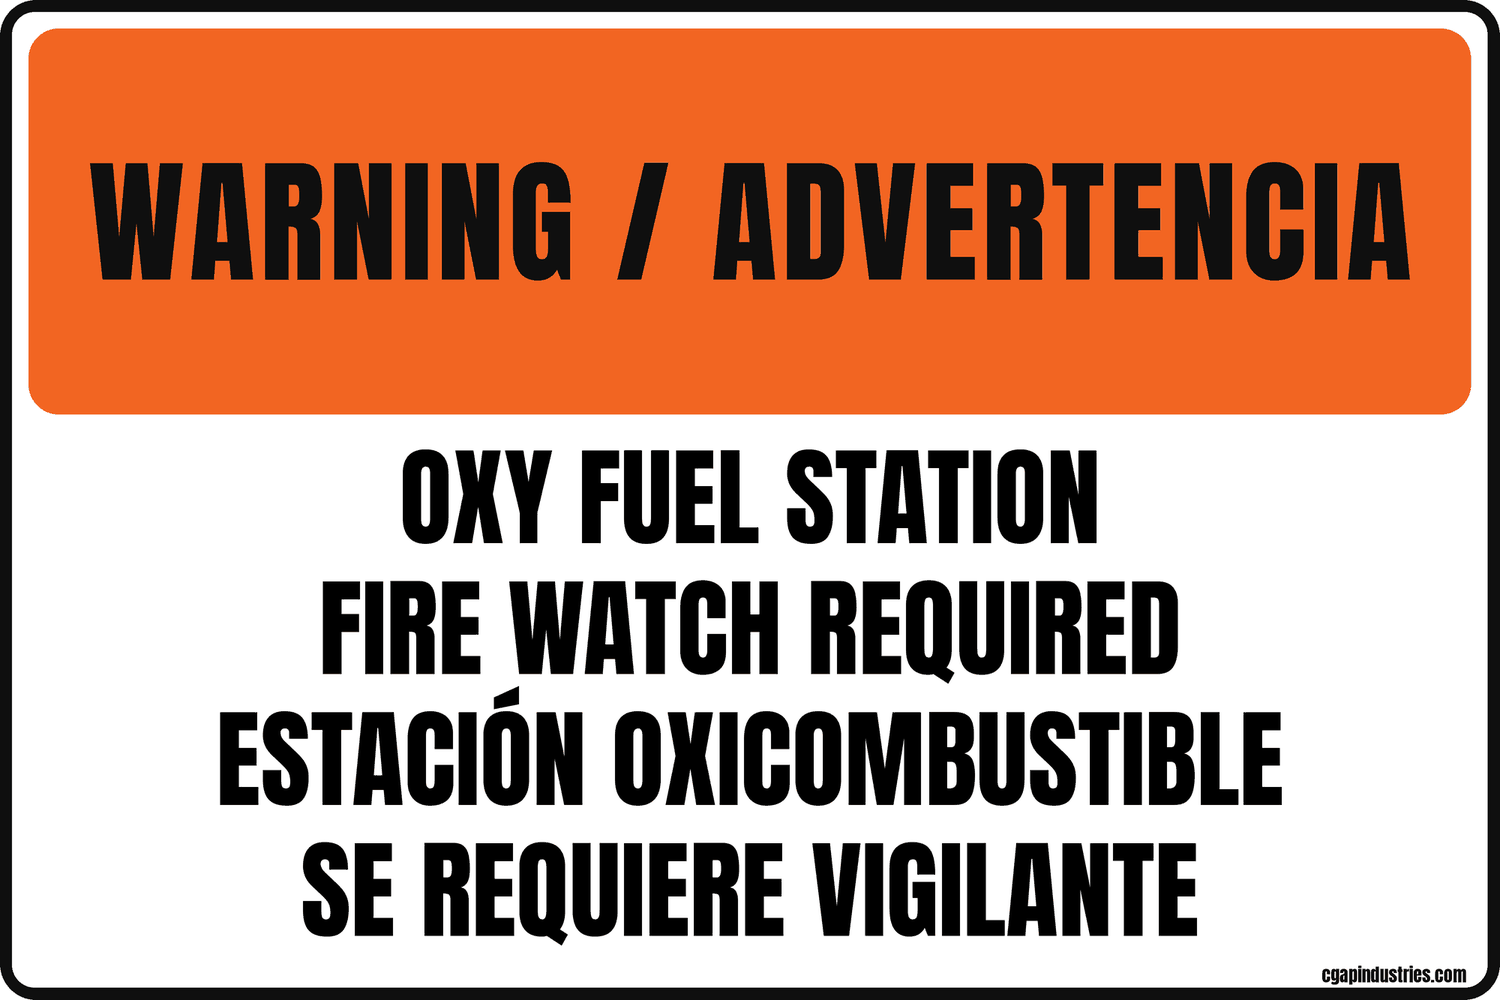 WARNING / ADVERTENCIA
OXY FUEL STATION
FIRE WATCH REQUIRED
ESTACIÓN OXICOMBUSTIBLE
SE REQUIERE VIGILANTE
cgapindustries.com